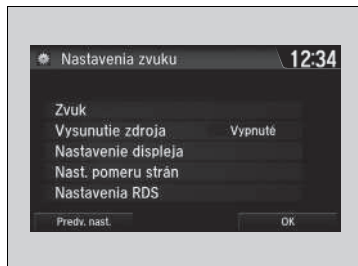 Nastavenia zvuku
12:34
Zvuk
Vysunutie zdroja Vypnuté
Nastavenie displeja
Nast. pomeru strán
Nastavenia RDS
Predv. nast. OK